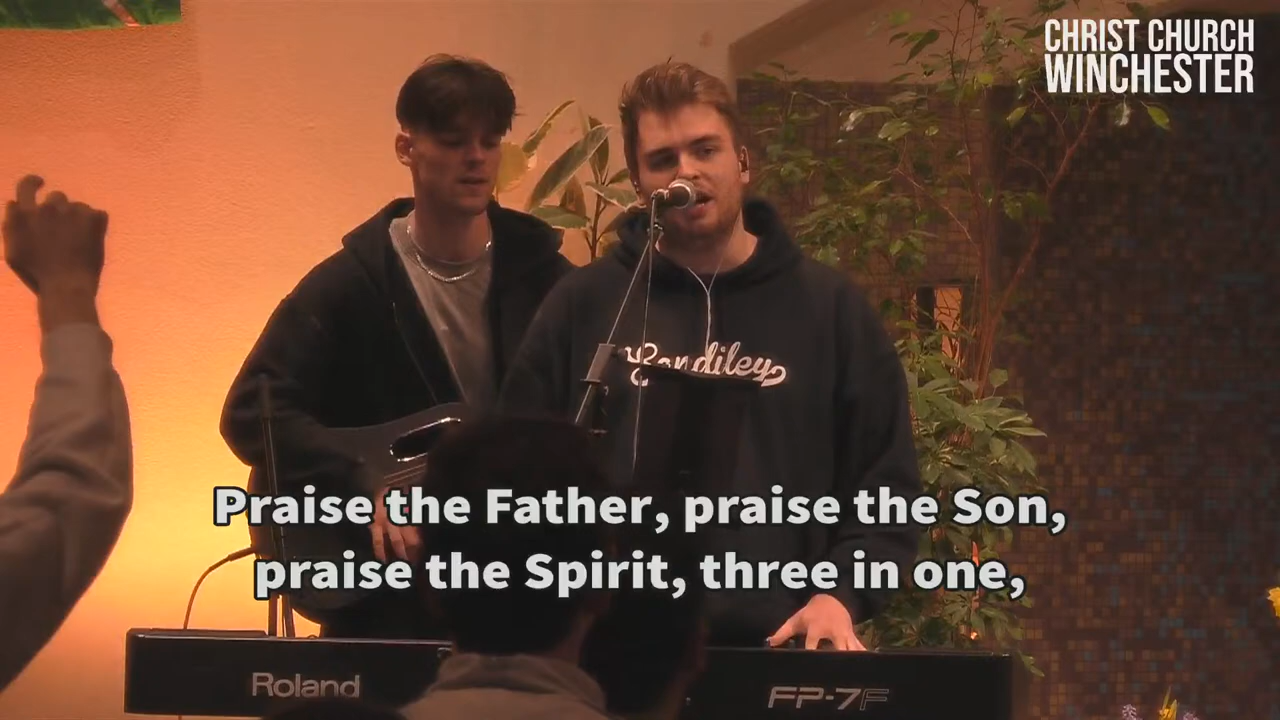 CHRIST CHURCH
WINCHESTER
Praise the Father, praise the Son,
praise the Spirit, three in one,
Roland
FP-7F